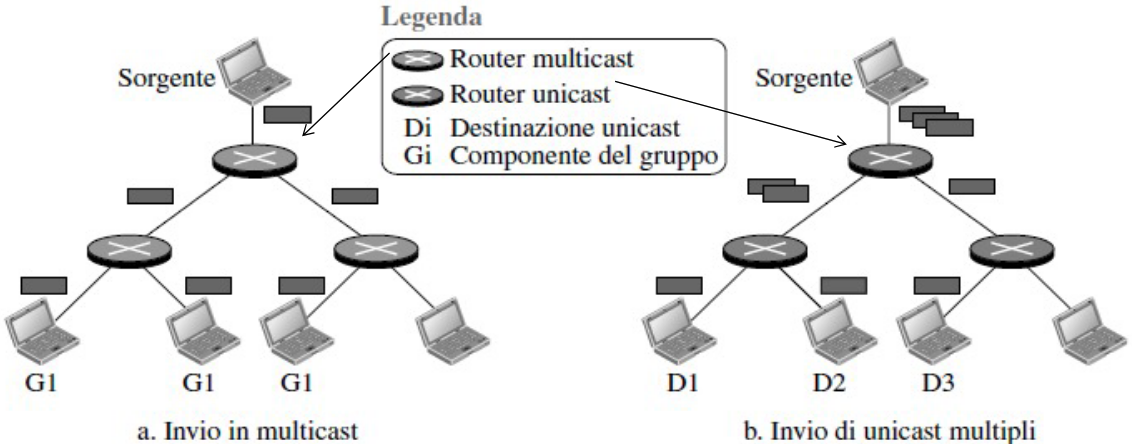 Legenda
Sorgente
Router multicast
Router unicast
Di Destinazione unicast
Gi Componente del gruppo
Sorgente
G1 G1 G1
D1 D2 D3
a. Invio in multicast
b. Invio di unicast multipli